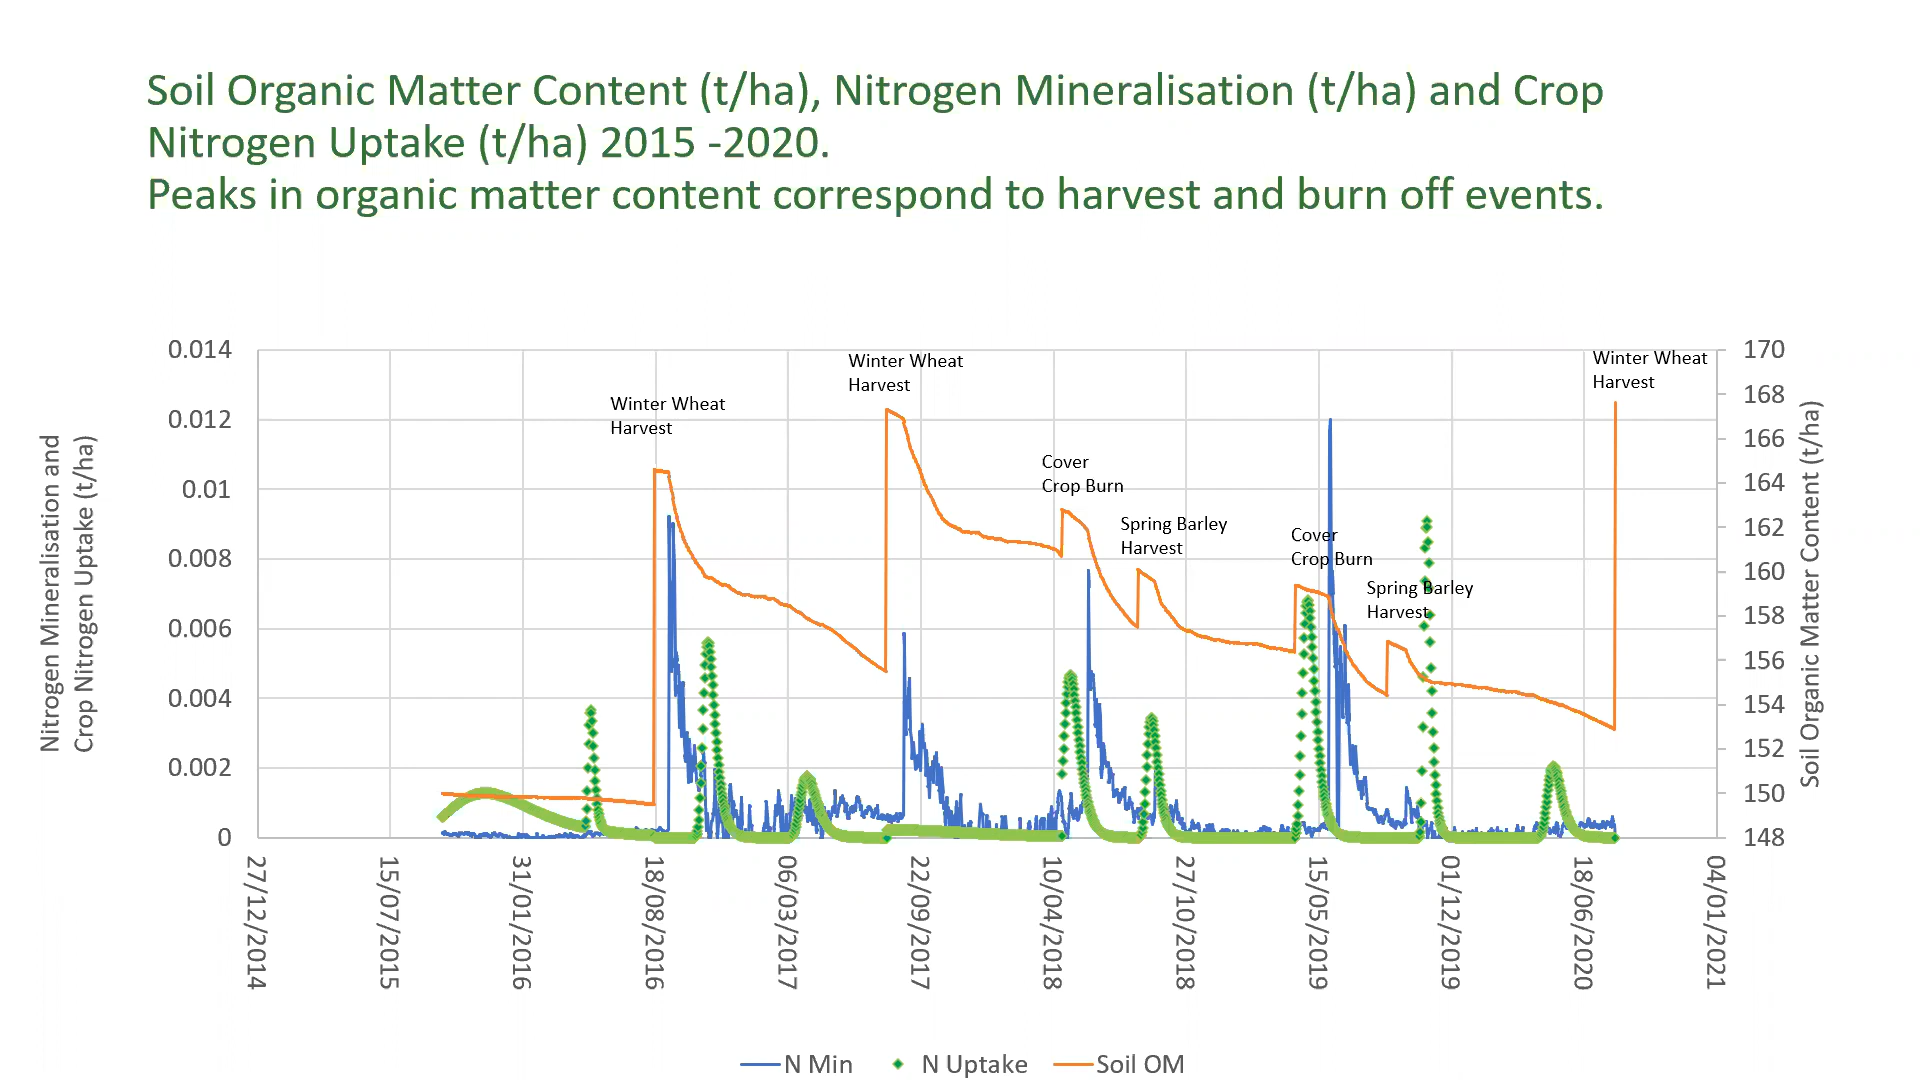 Soil Organic Matter Content (t/ha), Nitrogen Mineralisation (t/ha) and Crop
Nitrogen Uptake (t/ha) 2015 -2020.
Peaks in organic matter content correspond to harvest and burn off events.
Nitrogen Mineralisation and
Crop Nitrogen Uptake (t/ha)
0.014
0.012
0.01
0.008
0.006
0.004
0.002
0
Winter Wheat
Harvest
Winter Wheat
Harvest
Cover
Crop Burn
Spring Barley
Harvest
Cover
Crop Burn
Spring Barley
Harvest
Winter Wheat
Harvest
170
168
166
164
162
160
158
156
154
152
150
148
Soil Organic Matter Content (t/ha)
27/12/2014
15/07/2015
31/01/2016
18/08/2016
06/03/2017
22/09/2017
10/04/2018
27/10/2018
15/05/2019
01/12/2019
18/06/2020
04/01/2021
N Min
N Uptake
Soil OM